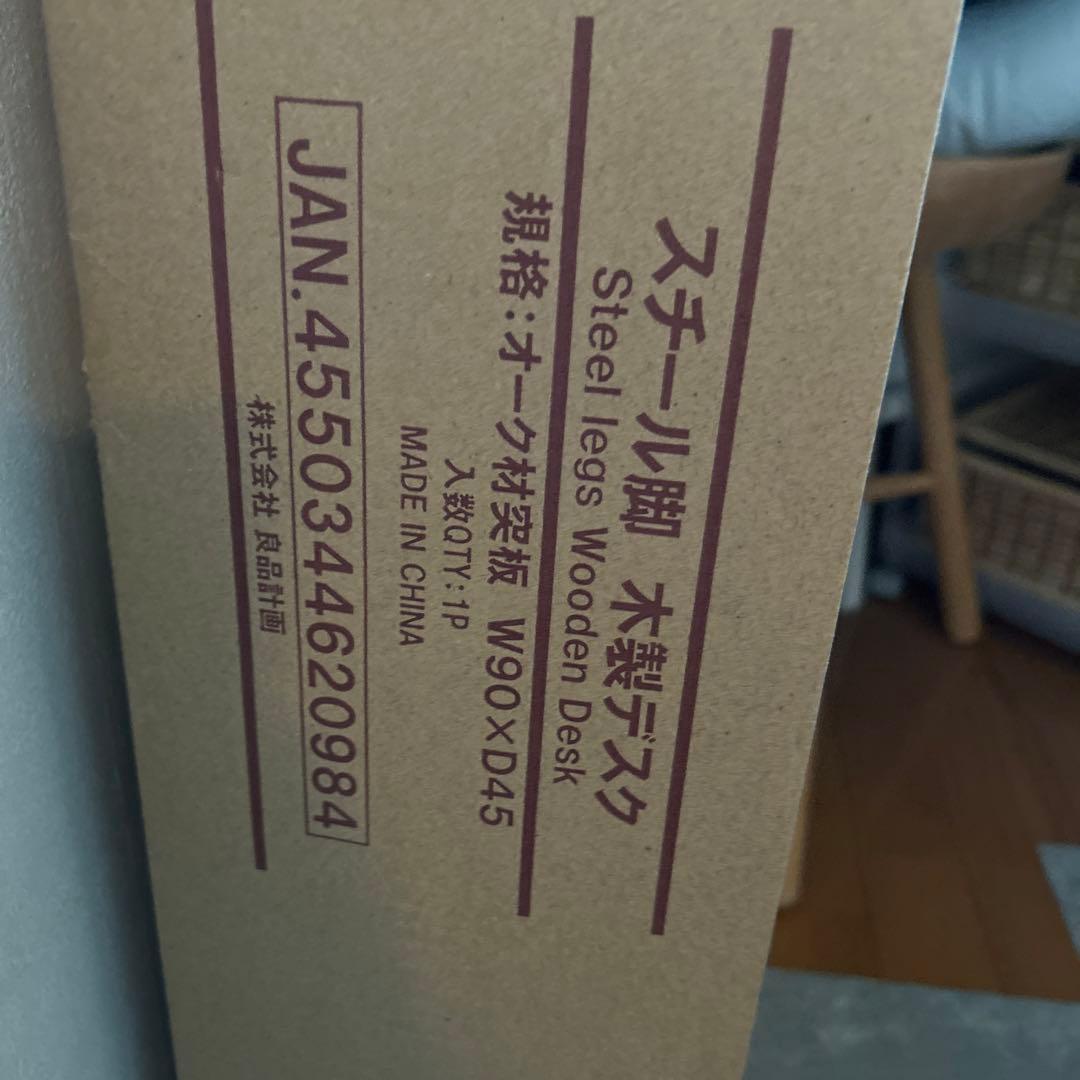 スチール脚 木製デスク
Steel legs Wooden Desk
規格:オーク材突板 W90×D45
入数QTY:1P
MADE IN CHINA
JAN.4550344620984
株式会社 良品計画